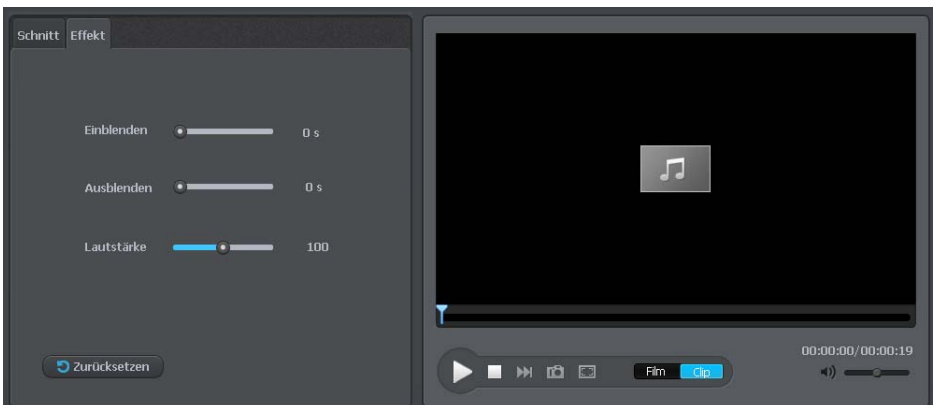 Schnitt Effekt
Einblenden 0 s
Ausblenden 0 s
Lautstärke 100
Zurücksetzen
00:00:00/00:00:19
Film Clip